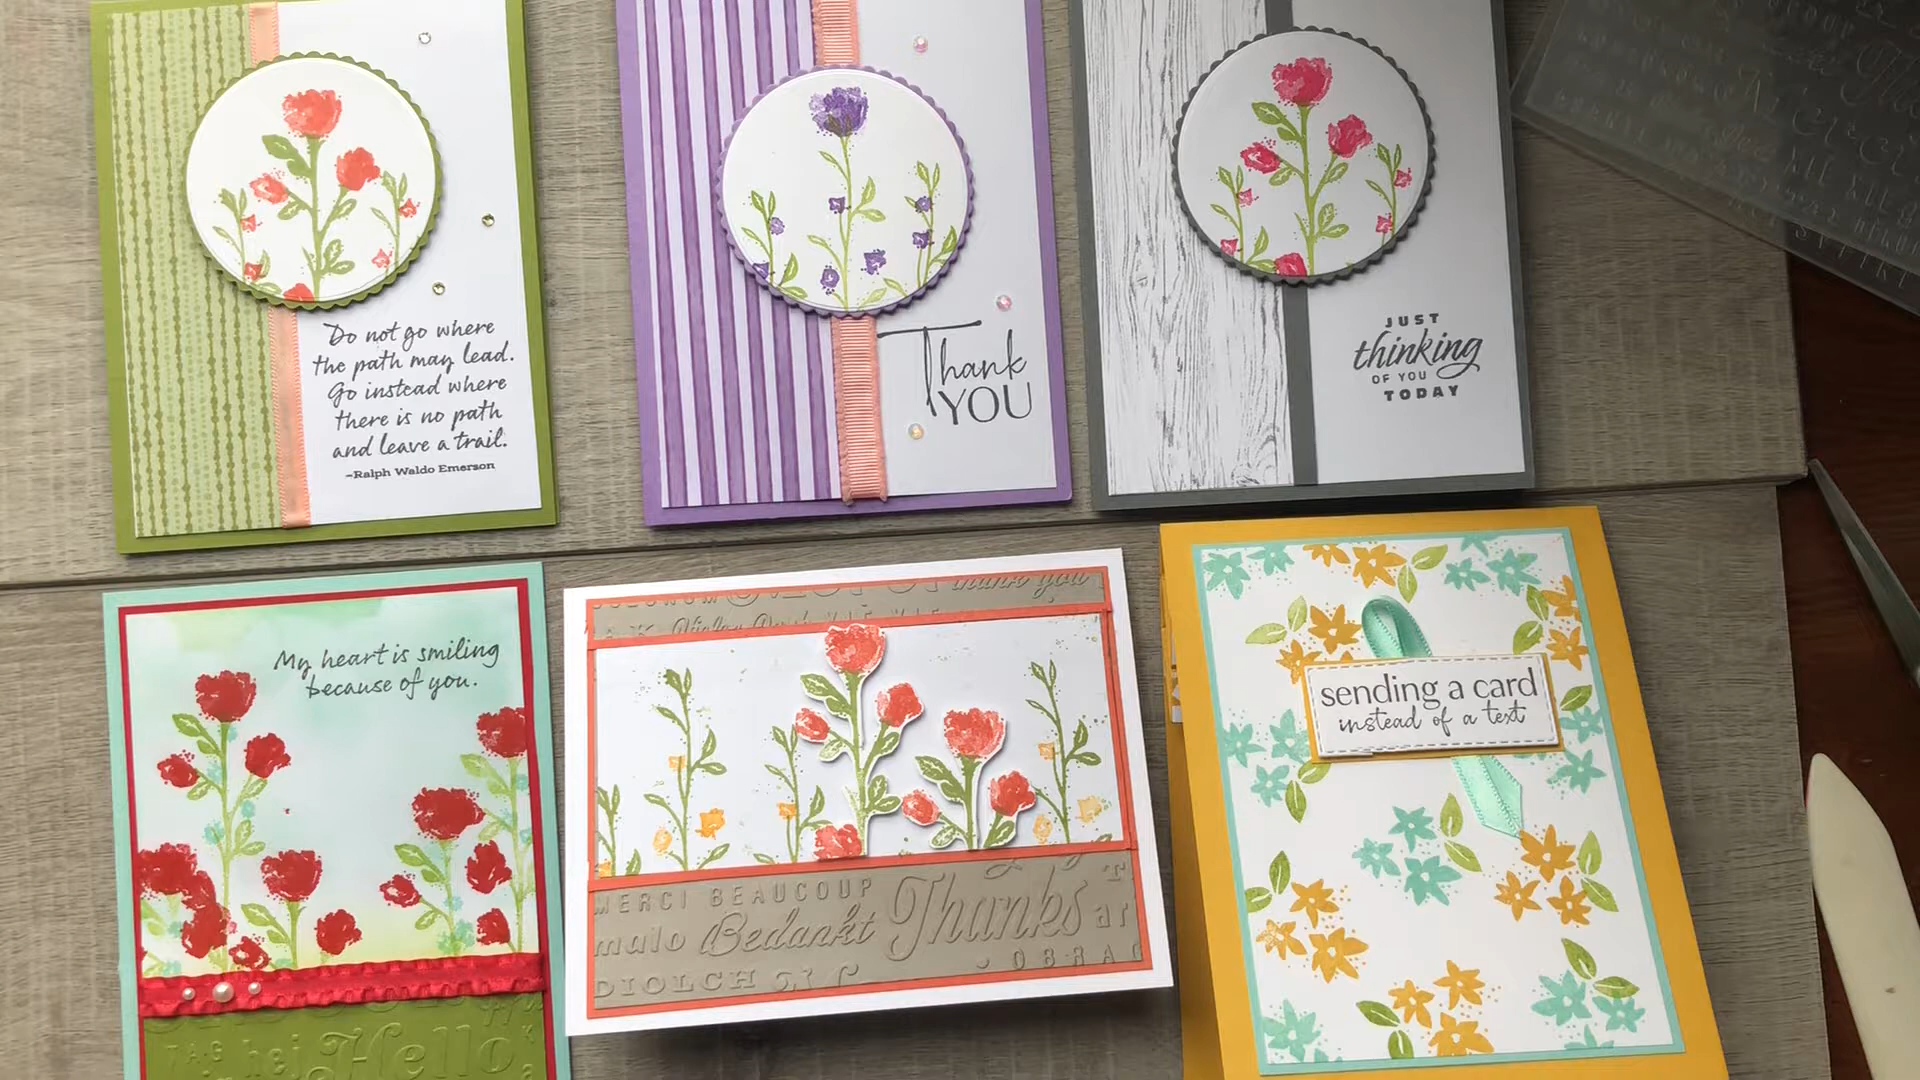 Do not go where
the path may lead.
Go instead where
there is no path
and leave a trail.
–Ralph Waldo Emerson
Thank
YOU
JUST
thinking
OF YOU
TODAY
My heart is smiling
because of you.
hej Hello
thank you
MERCI BEAUCOUP
malo Bedankt Thanks
DIOLCH
sending a card
instead of a text